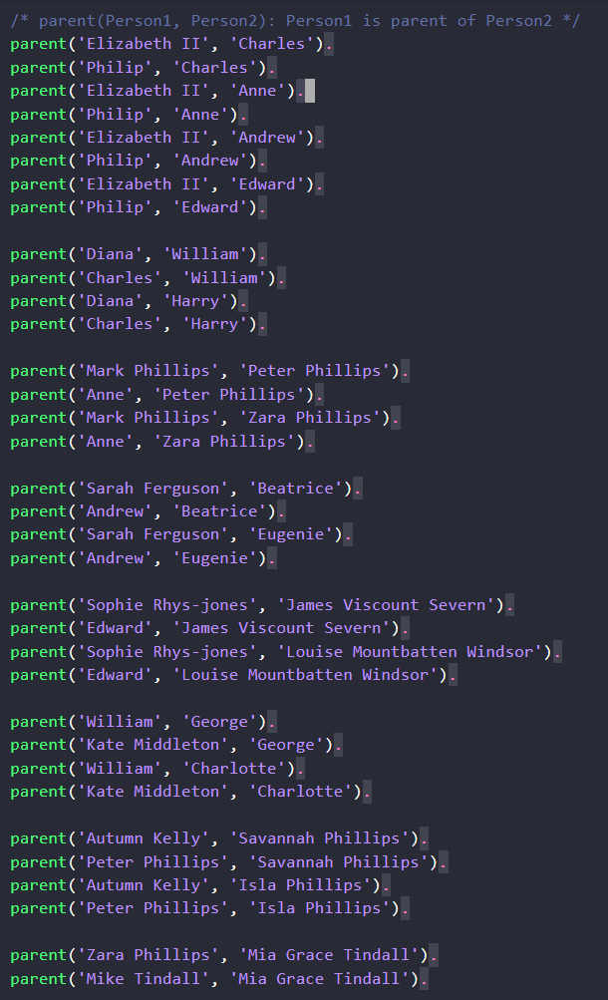 /* parent(Person1, Person2): Person1 is parent of Person2 */
parent('Elizabeth II', 'Charles').
parent('Philip', 'Charles').
parent('Elizabeth II', 'Anne').
parent('Philip', 'Anne').
parent('Elizabeth II', 'Andrew').
parent('Philip', 'Andrew').
parent('Elizabeth II', 'Edward').
parent('Philip', 'Edward').

parent('Diana', 'William').
parent('Charles', 'William').
parent('Diana', 'Harry').
parent('Charles', 'Harry').

parent('Mark Phillips', 'Peter Phillips').
parent('Anne', 'Peter Phillips').
parent('Mark Phillips', 'Zara Phillips').
parent('Anne', 'Zara Phillips').

parent('Sarah Ferguson', 'Beatrice').
parent('Andrew', 'Beatrice').
parent('Sarah Ferguson', 'Eugenie').
parent('Andrew', 'Eugenie').

parent('Sophie Rhys-jones', 'James Viscount Severn').
parent('Edward', 'James Viscount Severn').
parent('Sophie Rhys-jones', 'Louise Mountbatten Windsor').
parent('Edward', 'Louise Mountbatten Windsor').

parent('William', 'George').
parent('Kate Middleton', 'George').
parent('William', 'Charlotte').
parent('Kate Middleton', 'Charlotte').

parent('Autumn Kelly', 'Savannah Phillips').
parent('Peter Phillips', 'Savannah Phillips').
parent('Autumn Kelly', 'Isla Phillips').
parent('Peter Phillips', 'Isla Phillips').

parent('Zara Phillips', 'Mia Grace Tindall').
parent('Mike Tindall', 'Mia Grace Tindall').